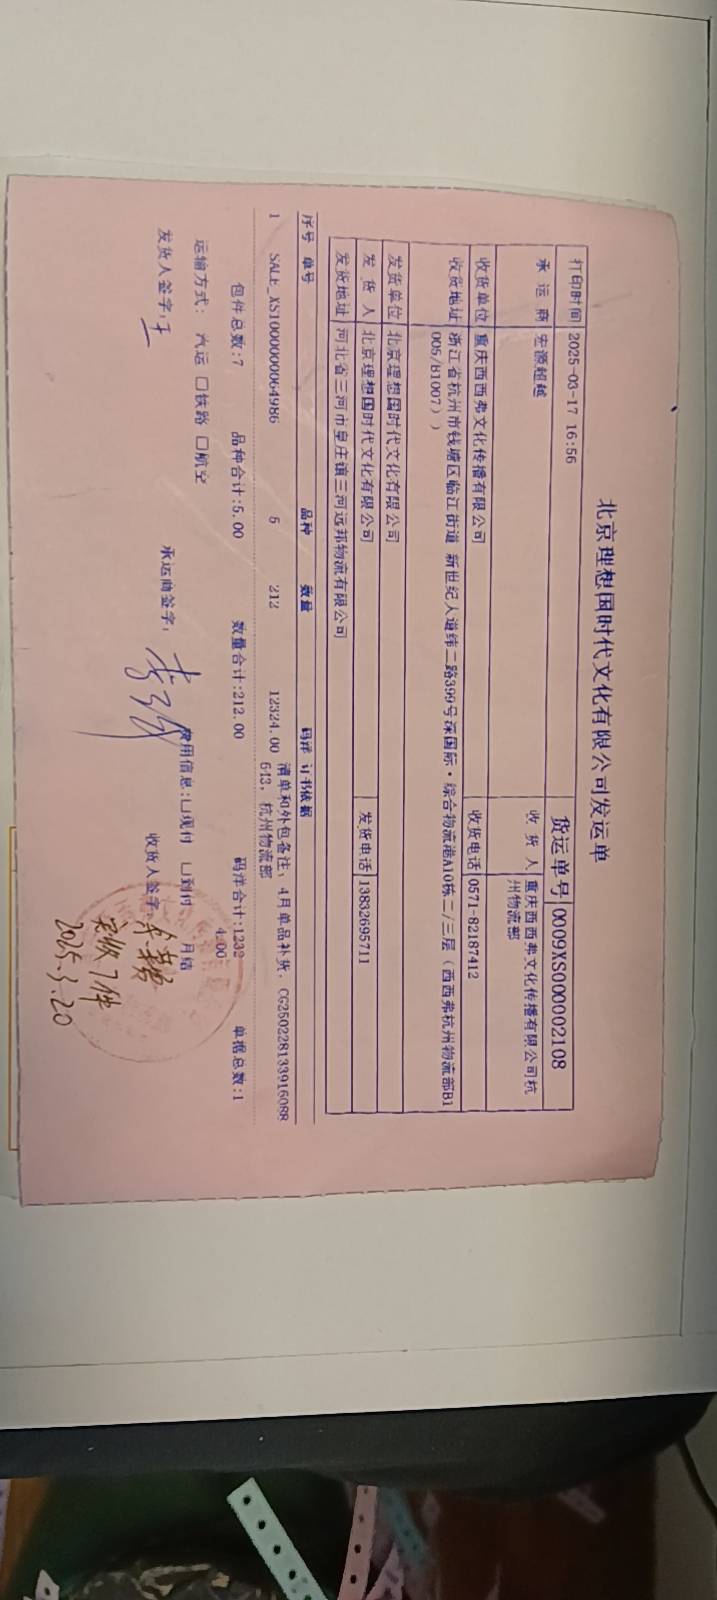 北京理想国时代文化有限公司发运单
打印时间 2025-03-17 16:56 货运单号 0009XS000002108
承 运 商 宏源超越 收 货 人 重庆西西弗文化传播有限公司杭
州物流部
收货单位 重庆西西弗文化传播有限公司 收货电话 0571-82187412
收货地址 浙江省杭州市钱塘区临江街道 新世纪大道纬二路399号深国际·综合物流港A10栋二/三层（西西弗杭州物流部B1
005/B1007））
发货单位 北京理想国时代文化有限公司
发 货 人 北京理想国时代文化有限公司 发货电话 13832695711
发货地址 河北省三河市皇庄镇三河远邦物流有限公司
序号 单号 品种 数量 码洋 订书依据
1 SALE_XS1000000064986 5 212 12324.00 清单和外包备注、4月单品补货，CG250228133916088
643，杭州物流部
包件总数:7 品种合计:5.00 数量合计:212.00 码洋合计:1232
4.00 单据总数:1
运输方式： 汽运 □铁路 □航空 费用信息:□现付 □到付 月结
发货人签字:王 承运商签字: 收货人签字:
实收7件
2025.3.20